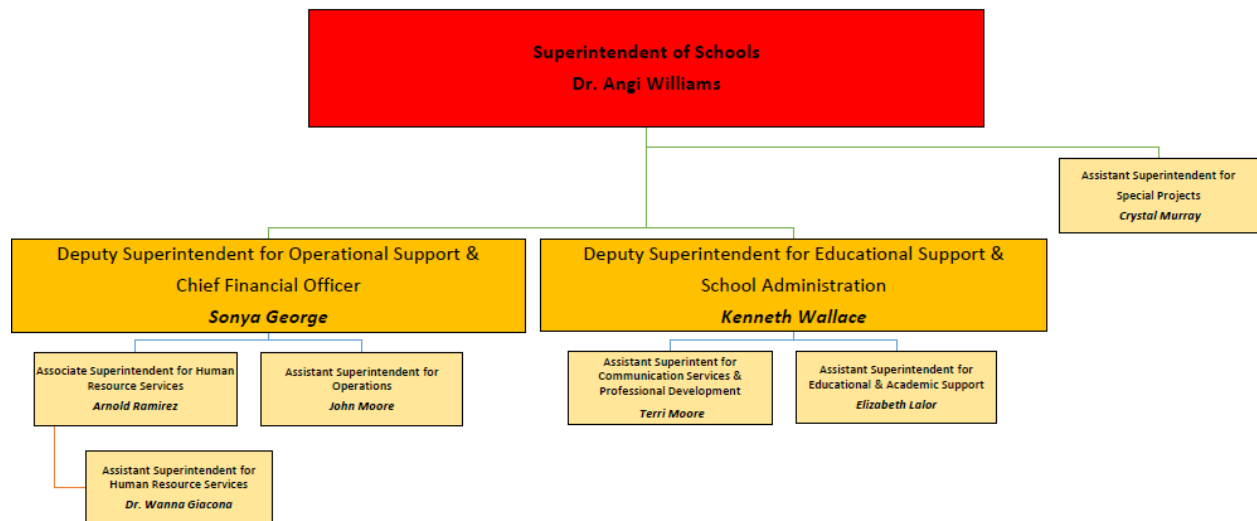 Superintendent of Schools
Dr. Angi Williams
Assistant Superintendent for
Special Projects
Crystal Murray
Deputy Superintendent for Operational Support &
Chief Financial Officer
Sonya George
Deputy Superintendent for Educational Support &
School Administration
Kenneth Wallace
Associate Superintendent for Human
Resource Services
Arnold Ramirez
Assistant Superintendent for
Operations
John Moore
Assistant Superintent for
Communication Services &
Professional Development
Terri Moore
Assistant Superintendent for
Educational & Academic Support
Elizabeth Lalor
Assistant Superintendent for
Human Resource Services
Dr. Wanna Giacona